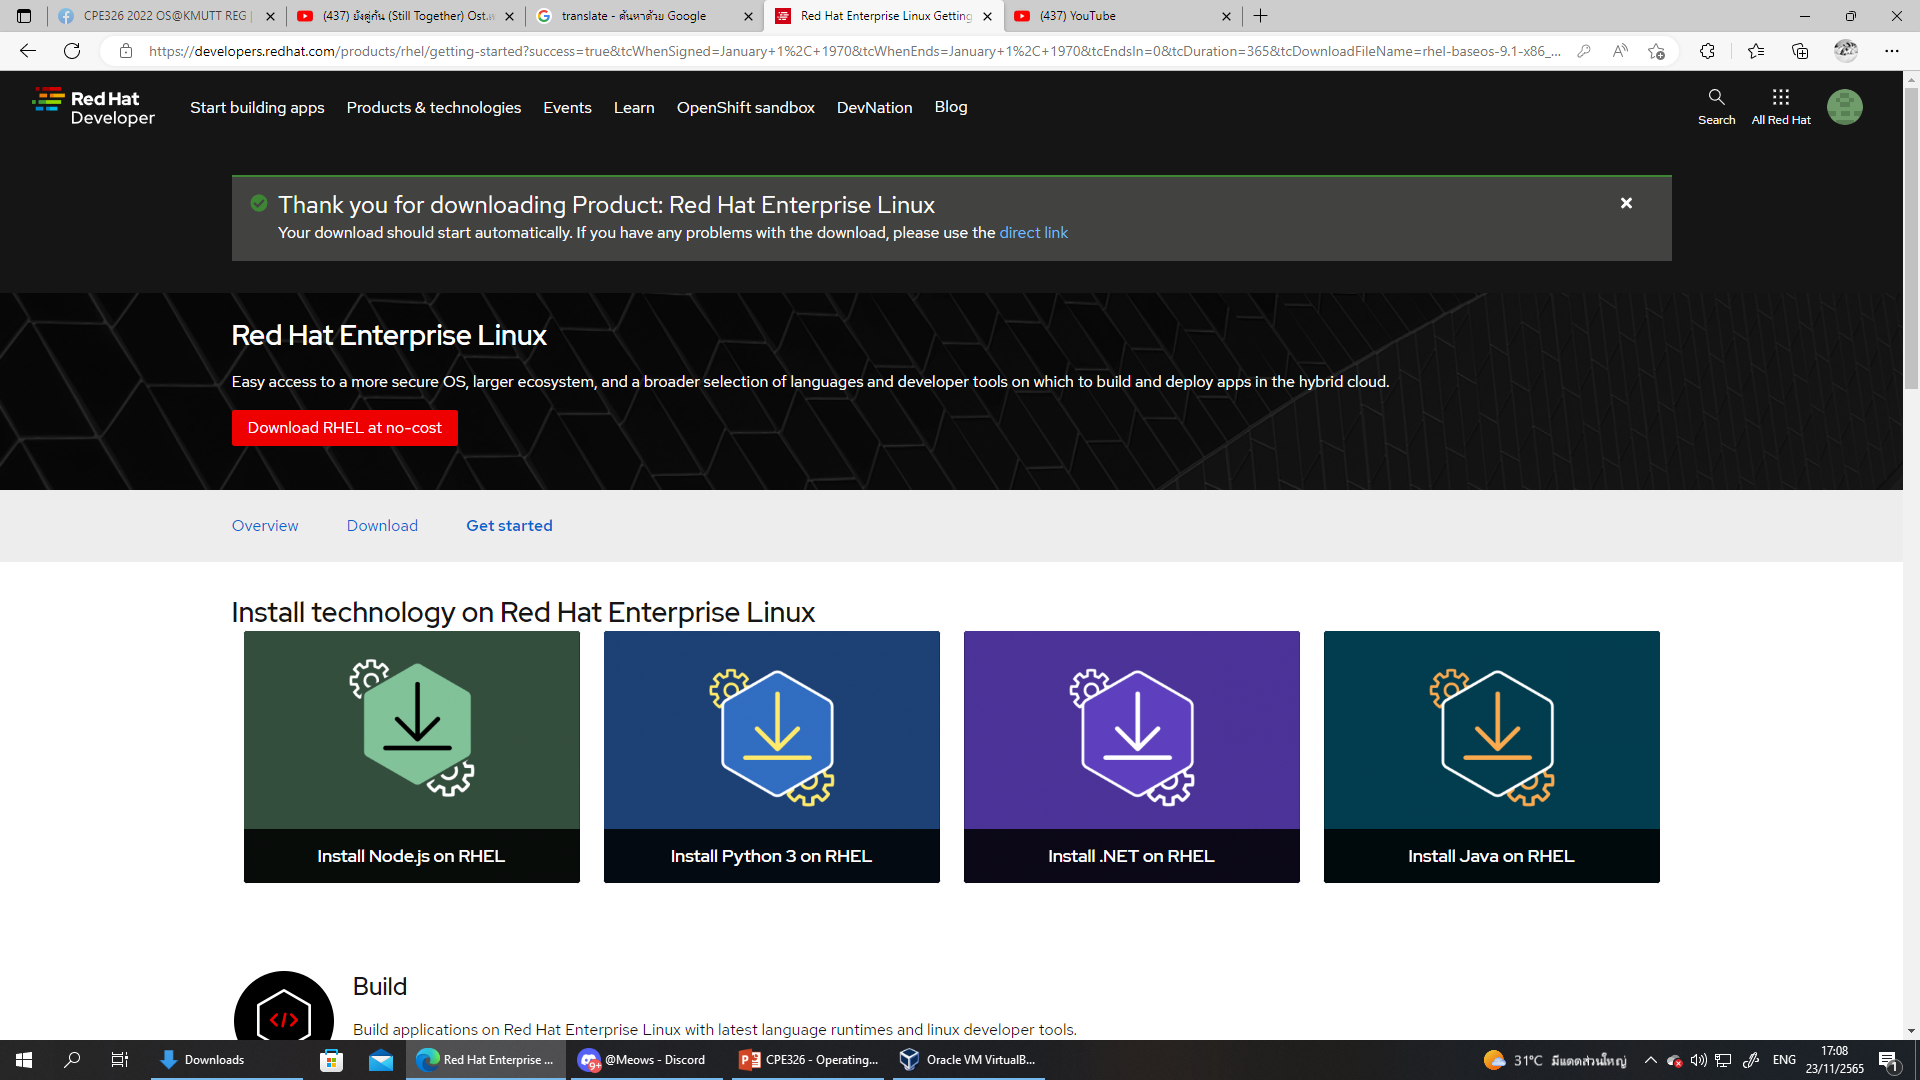 CPE326 2022 OS@KMUTT REG |
(437) ยังคู่กัน (Still Together) Ost.
translate - ค้นหาด้วย Google
Red Hat Enterprise Linux Getting
(437) YouTube
https://developers.redhat.com/products/rhel/getting-started?success=true&tcWhenSigned=January+1%2C+1970&tcWhenEnds=January+1%2C+1970&tcEndsIn=0&tcDuration=365&tcDownloadFileName=rhel-baseos-9.1-x86_...
Red Hat
Developer
Start building apps
Products & technologies
Events
Learn
OpenShift sandbox
DevNation
Blog
Search
All Red Hat
Thank you for downloading Product: Red Hat Enterprise Linux
Your download should start automatically. If you have any problems with the download, please use the direct link
Red Hat Enterprise Linux
Easy access to a more secure OS, larger ecosystem, and a broader selection of languages and developer tools on which to build and deploy apps in the hybrid cloud.
Download RHEL at no-cost
Overview
Download
Get started
Install technology on Red Hat Enterprise Linux
Install Node.js on RHEL
Install Python 3 on RHEL
Install .NET on RHEL
Install Java on RHEL
Build
Build applications on Red Hat Enterprise Linux with latest language runtimes and linux developer tools.
Downloads
Red Hat Enterprise ...
9+
@Meows - Discord
CPE326 - Operating...
Oracle VM VirtualB...
31°C มีแดดส่วนใหญ่
ENG
17:08
23/11/2565
1